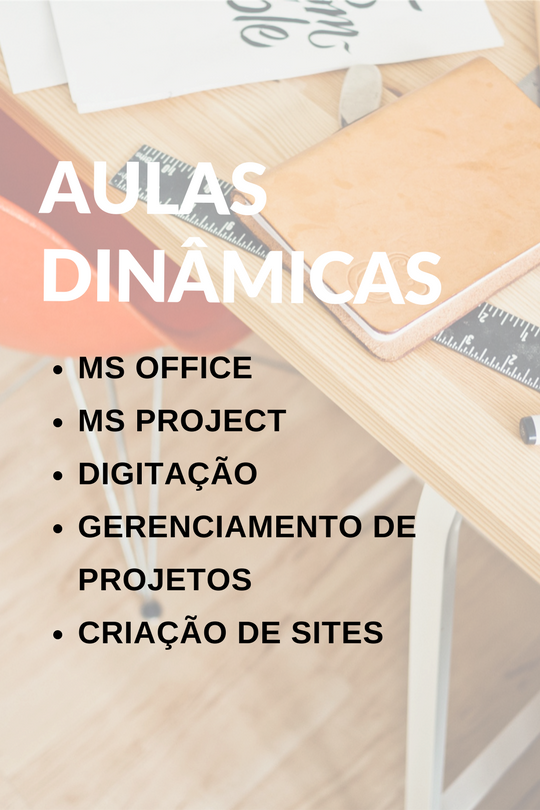 AULAS
DINÂMICAS
• MS OFFICE
• MS PROJECT
• DIGITAÇÃO
• GERENCIAMENTO DE
PROJETOS
• CRIAÇÃO DE SITES